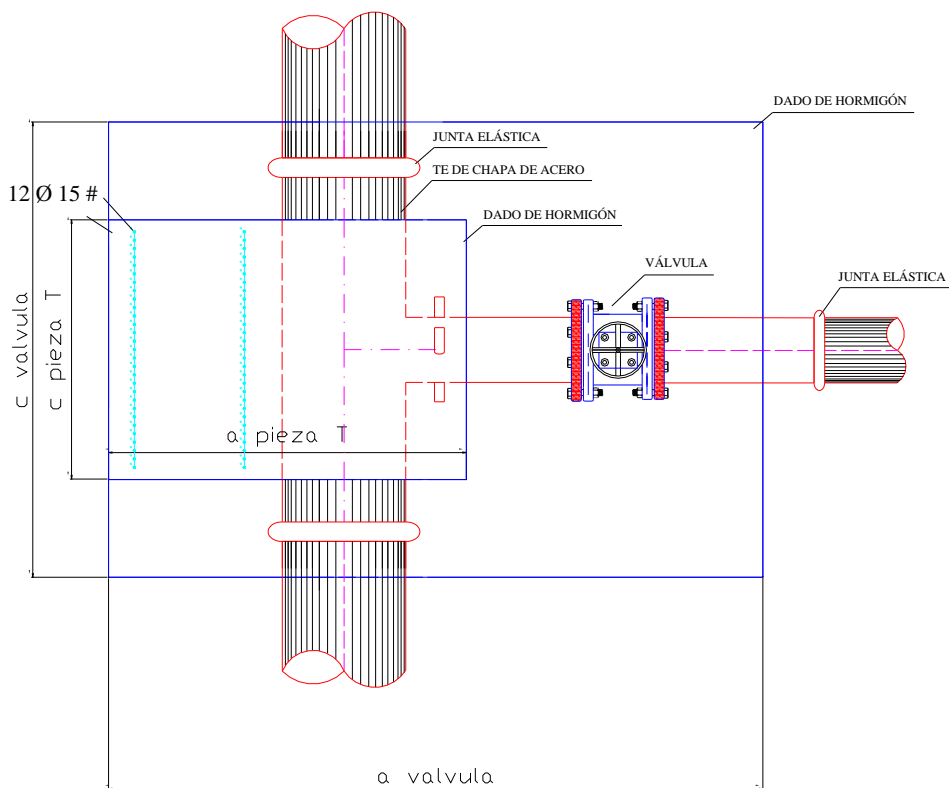 DADO DE HORMIGÓN
JUNTA ELÁSTICA
TE DE CHAPA DE ACERO
12 Ø 15 #
DADO DE HORMIGÓN
VÁLVULA
JUNTA ELÁSTICA
c valvula
c pieza T
a pieza T
a valvula